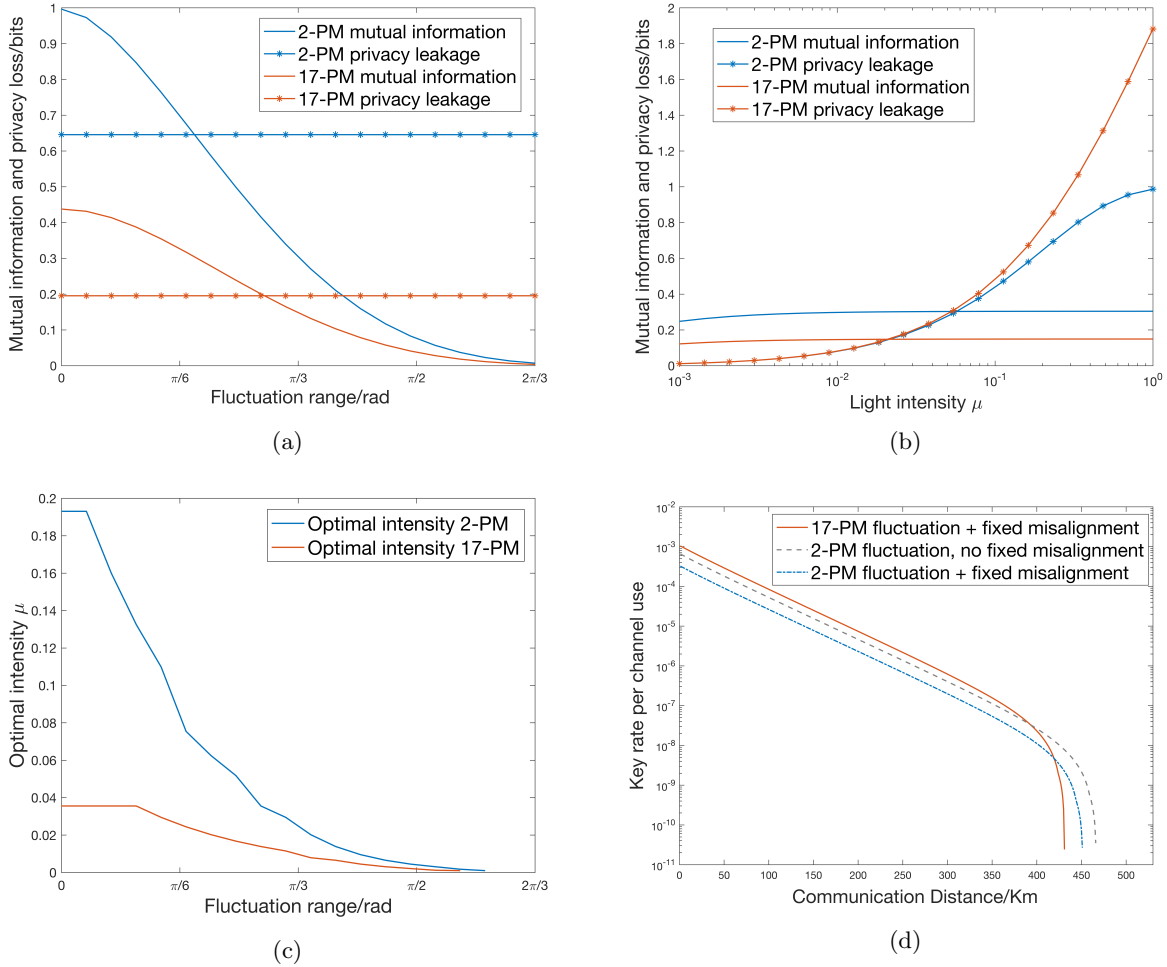 Mutual information and privacy loss/bits
1
0.9
0.8
0.7
0.6
0.5
0.4
0.3
0.2
0.1
0
2-PM mutual information
2-PM privacy leakage
17-PM mutual information
17-PM privacy leakage
0
π/6
π/3
π/2
2π/3
Fluctuation range/rad
(a)
Mutual information and privacy loss/bits
2
1.8
1.6
1.4
1.2
1
0.8
0.6
0.4
0.2
0
2-PM mutual information
2-PM privacy leakage
17-PM mutual information
17-PM privacy leakage
10⁻³
10⁻²
10⁻¹
10⁰
Light intensity μ
(b)
Optimal intensity μ
0.2
0.18
0.16
0.14
0.12
0.1
0.08
0.06
0.04
0.02
0
Optimal intensity 2-PM
Optimal intensity 17-PM
0
π/6
π/3
π/2
2π/3
Fluctuation range/rad
(c)
Key rate per channel use
10⁻²
10⁻³
10⁻⁴
10⁻⁵
10⁻⁶
10⁻⁷
10⁻⁸
10⁻⁹
10⁻¹⁰
10⁻¹¹
17-PM fluctuation + fixed misalignment
2-PM fluctuation, no fixed misalignment
2-PM fluctuation + fixed misalignment
0
50
100
150
200
250
300
350
400
450
500
Communication Distance/Km
(d)